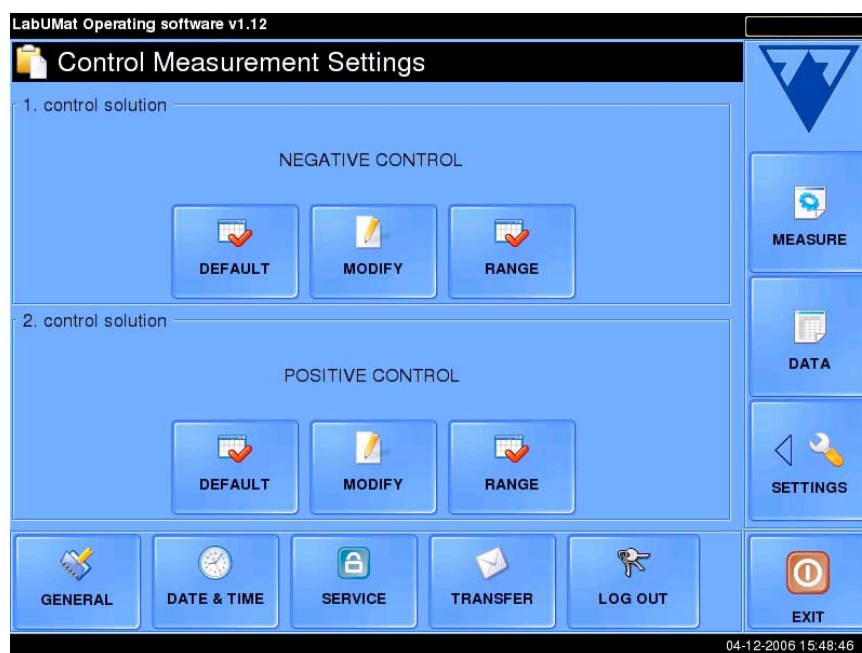 LabUMat Operating software v1.12
Control Measurement Settings
1. control solution
NEGATIVE CONTROL
DEFAULT
MODIFY
RANGE
2. control solution
POSITIVE CONTROL
DEFAULT
MODIFY
RANGE
MEASURE
DATA
SETTINGS
GENERAL
DATE & TIME
SERVICE
TRANSFER
LOG OUT
EXIT
04-12-2006 15:48:46